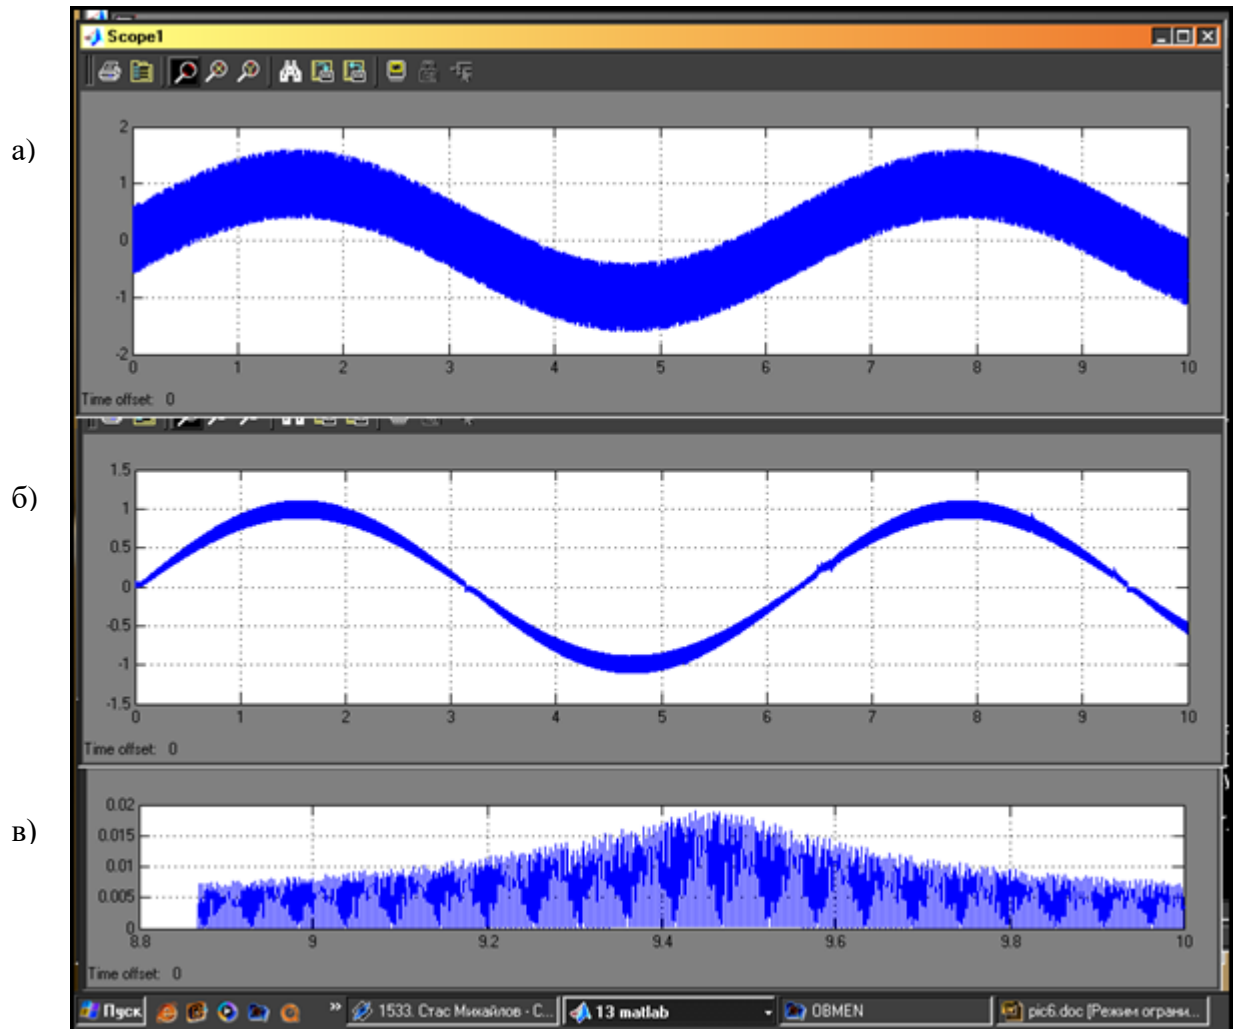 Scope1
а)
2
1
0
-1
-2
0 1 2 3 4 5 6 7 8 9 10
Time offset: 0
б)
1.5
1
0.5
0
-0.5
-1
-1.5
0 1 2 3 4 5 6 7 8 9 10
Time offset: 0
в)
0.02
0.015
0.01
0.005
0
8.8 9 9.2 9.4 9.6 9.8 10
Time offset: 0
Пуск » 1533. Стас Михайлов - С... 13 matlab OBMEN pic6.doc [Режим ограни...